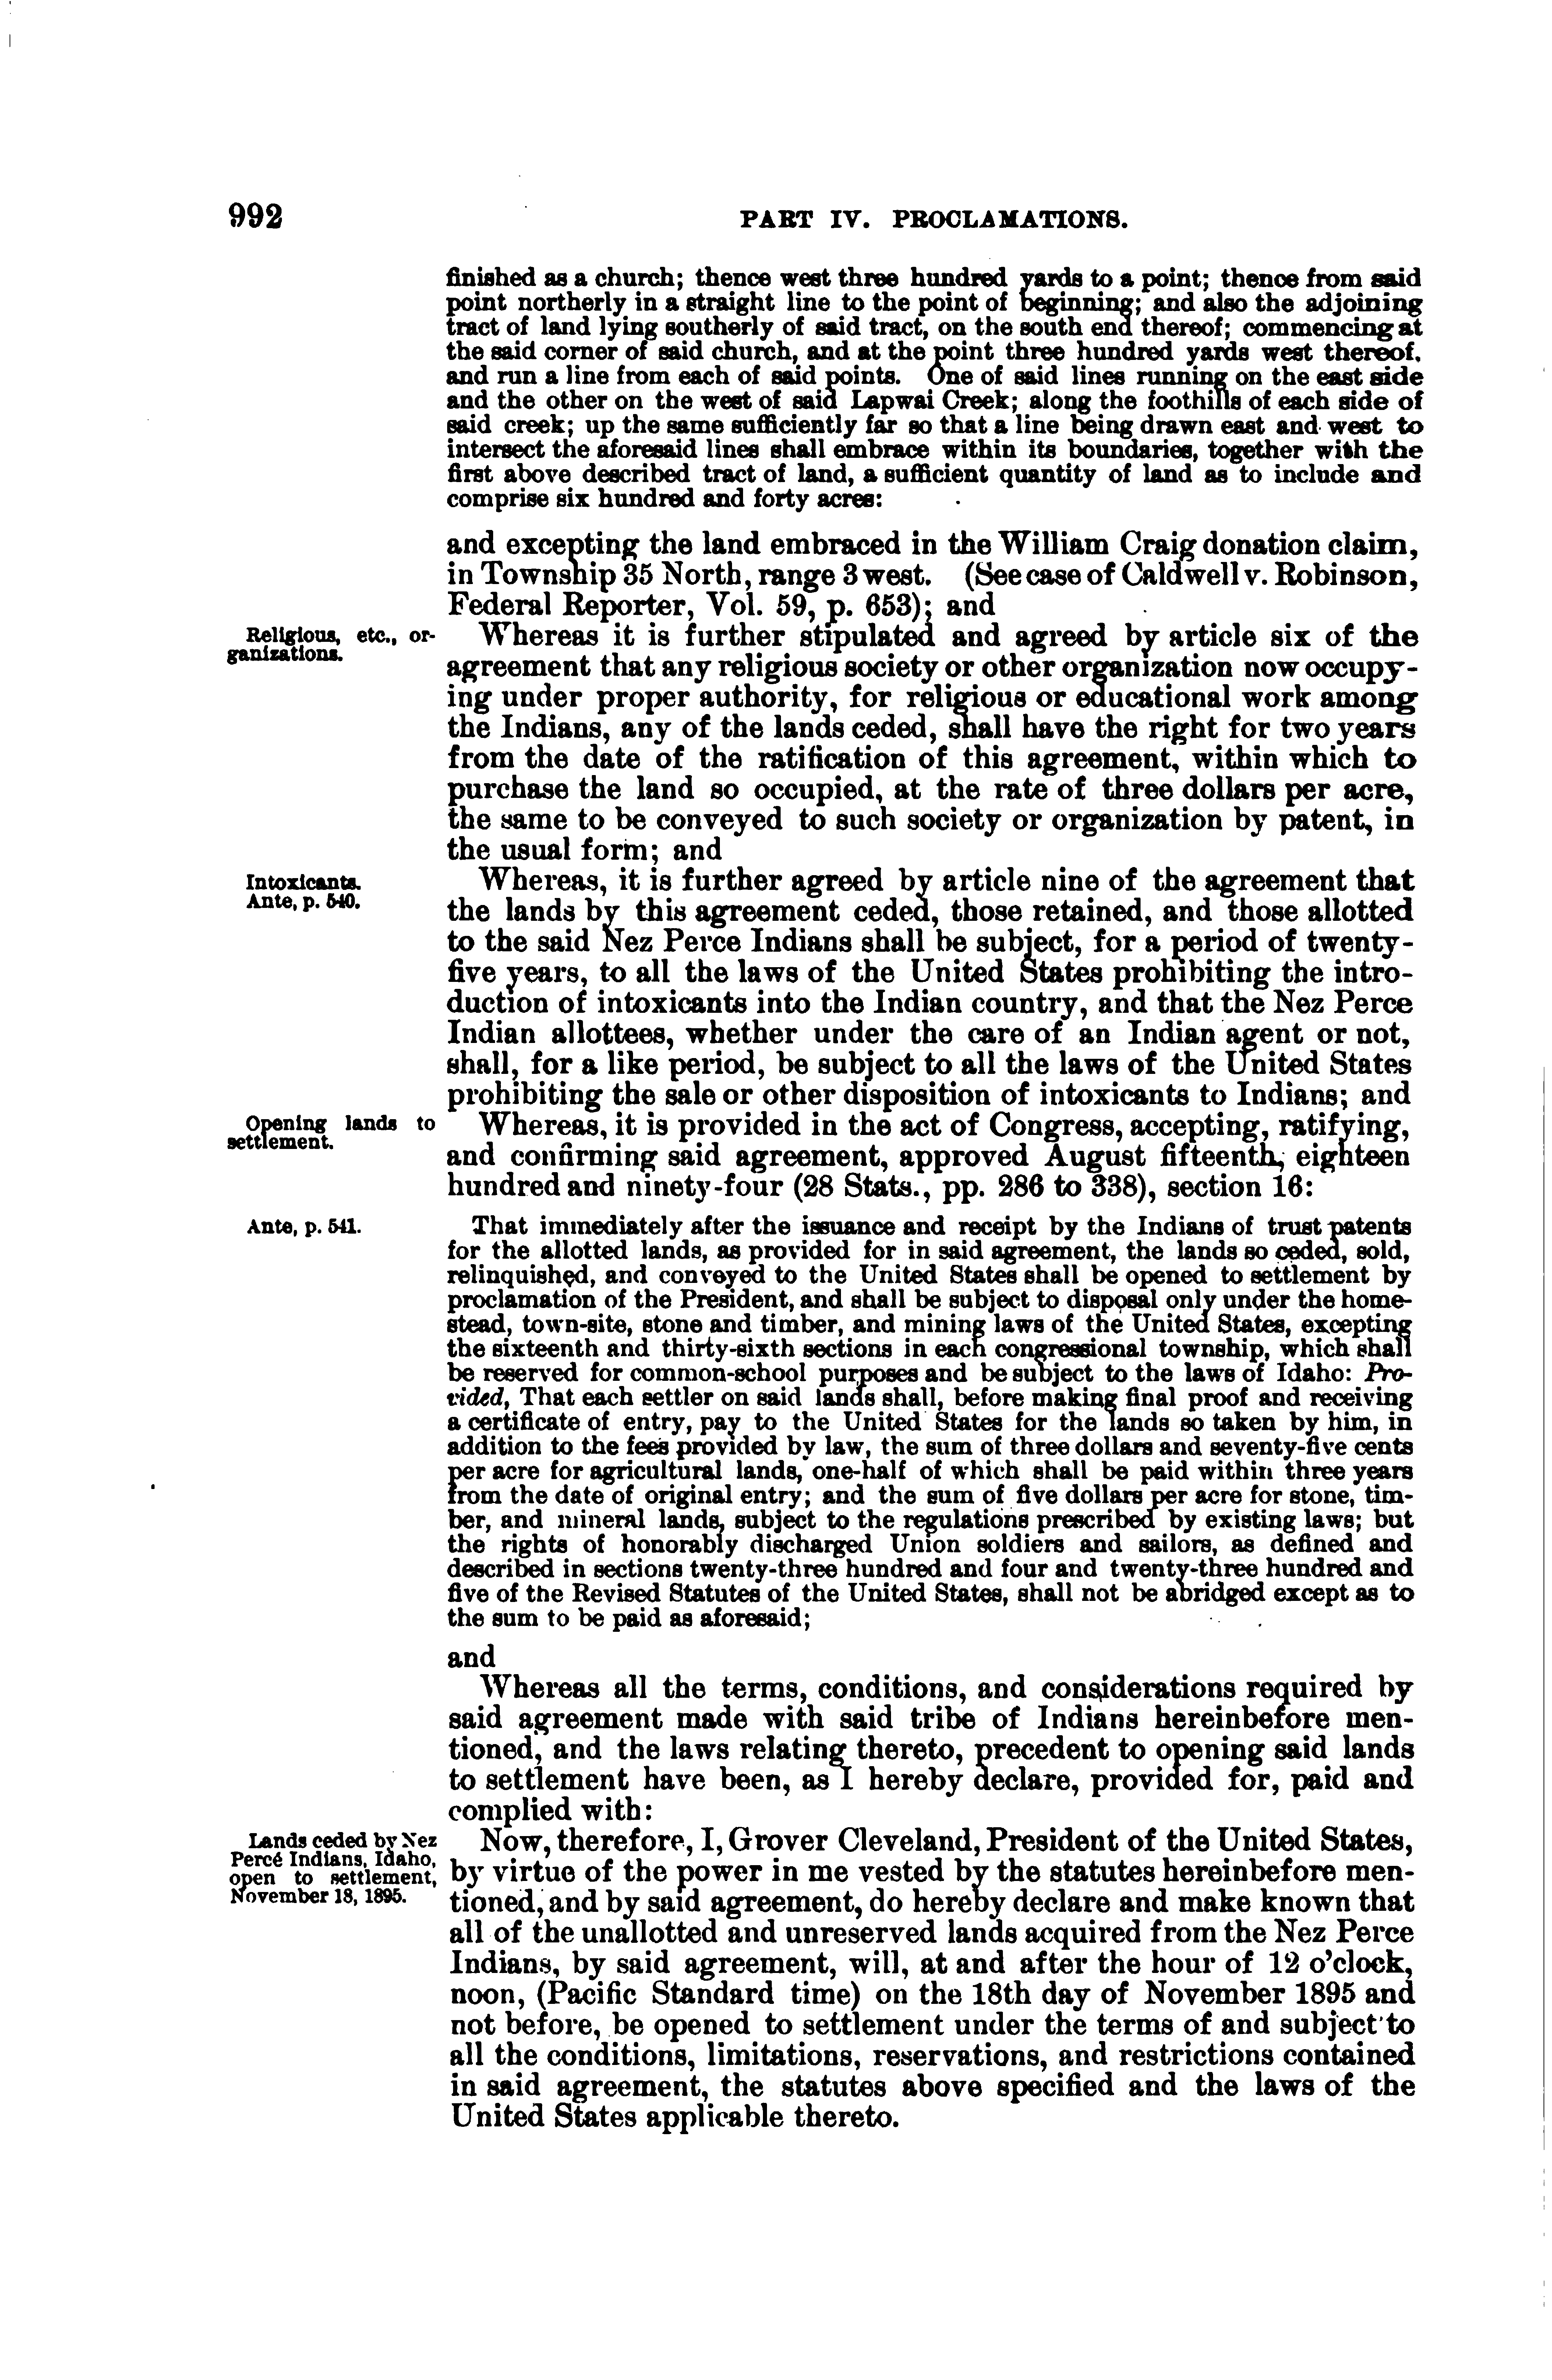 992
PART IV. PROCLAMATIONS.
finished as a church; thence west three hundred yards to a point; thence from said
point northerly in a straight line to the point of beginning; and also the adjoining
tract of land lying southerly of said tract, on the south end thereof; commencing at
the said corner of said church, and at the point three hundred yards west thereof.
and run a line from each of said points. One of said lines running on the east side
and the other on the west of said Lapwai Creek; along the foothills of each side of
said creek; up the same sufficiently far so that a line being drawn east and west to
intersect the aforesaid lines shall embrace within its boundaries, together with the
first above described tract of land, a sufficient quantity of land as to include and
comprise six hundred and forty acres:
and excepting the land embraced in the William Craig donation claim,
in Township 35 North, range 3 west. (See case of Caldwell v. Robinson,
Federal Reporter, Vol. 59, p. 653); and
Religious, etc., or-
ganizations.
Whereas it is further stipulated and agreed by article six of the
agreement that any religious society or other organization now occupy-
ing under proper authority, for religious or educational work among
the Indians, any of the lands ceded, shall have the right for two years
from the date of the ratification of this agreement, within which to
purchase the land so occupied, at the rate of three dollars per acre,
the same to be conveyed to such society or organization by patent, in
the usual form; and
Intoxicants.
Ante, p. 540.
Whereas, it is further agreed by article nine of the agreement that
the lands by this agreement ceded, those retained, and those allotted
to the said Nez Perce Indians shall be subject, for a period of twenty-
five years, to all the laws of the United States prohibiting the intro-
duction of intoxicants into the Indian country, and that the Nez Perce
Indian allottees, whether under the care of an Indian agent or not,
shall, for a like period, be subject to all the laws of the United States
prohibiting the sale or other disposition of intoxicants to Indians; and
Opening lands to
settlement.
Whereas, it is provided in the act of Congress, accepting, ratifying,
and confirming said agreement, approved August fifteenth, eighteen
hundred and ninety-four (28 Stats., pp. 286 to 338), section 16:
Ante, p. 541.
That immediately after the issuance and receipt by the Indians of trust patents
for the allotted lands, as provided for in said agreement, the lands so ceded, sold,
relinquished, and conveyed to the United States shall be opened to settlement by
proclamation of the President, and shall be subject to disposal only under the home-
stead, town-site, stone and timber, and mining laws of the United States, excepting
the sixteenth and thirty-sixth sections in each congressional township, which shall
be reserved for common-school purposes and be subject to the laws of Idaho: Pro-
vided, That each settler on said lands shall, before making final proof and receiving
a certificate of entry, pay to the United States for the lands so taken by him, in
addition to the fees provided by law, the sum of three dollars and seventy-five cents
per acre for agricultural lands, one-half of which shall be paid within three years
from the date of original entry; and the sum of five dollars per acre for stone, tim-
ber, and mineral lands, subject to the regulations prescribed by existing laws; but
the rights of honorably discharged Union soldiers and sailors, as defined and
described in sections twenty-three hundred and four and twenty-three hundred and
five of the Revised Statutes of the United States, shall not be abridged except as to
the sum to be paid as aforesaid;
and
Whereas all the terms, conditions, and considerations required by
said agreement made with said tribe of Indians hereinbefore men-
tioned, and the laws relating thereto, precedent to opening said lands
to settlement have been, as I hereby declare, provided for, paid and
complied with:
Lands ceded by Nez
Percé Indians, Idaho,
open to settlement,
November 18, 1895.
Now, therefore, I, Grover Cleveland, President of the United States,
by virtue of the power in me vested by the statutes hereinbefore men-
tioned, and by said agreement, do hereby declare and make known that
all of the unallotted and unreserved lands acquired from the Nez Perce
Indians, by said agreement, will, at and after the hour of 12 o'clock,
noon, (Pacific Standard time) on the 18th day of November 1895 and
not before, be opened to settlement under the terms of and subject to
all the conditions, limitations, reservations, and restrictions contained
in said agreement, the statutes above specified and the laws of the
United States applicable thereto.